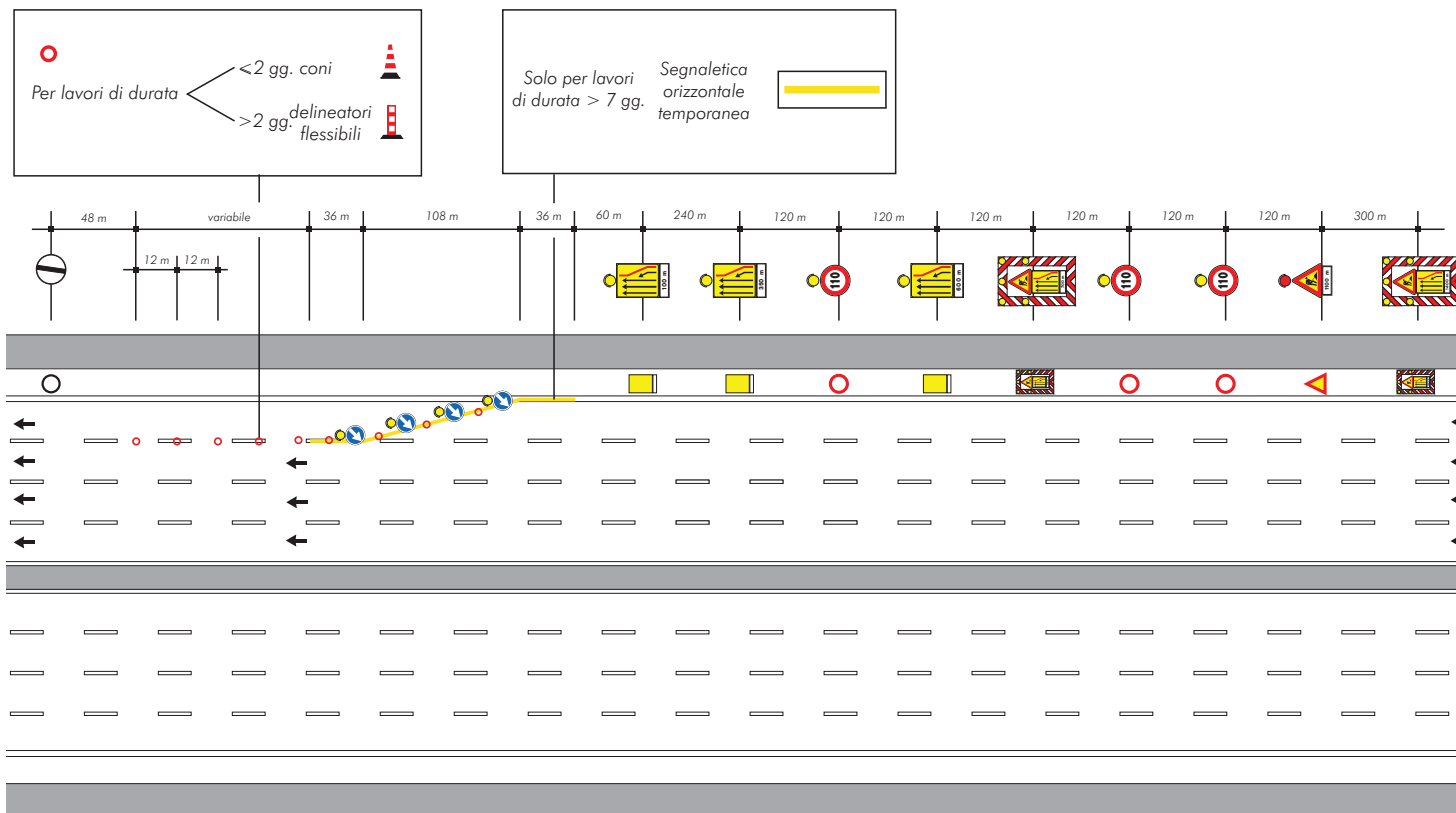 Per lavori di durata
<2 gg. coni
>2 gg. delineatori
flessibili
Solo per lavori
di durata > 7 gg.
Segnaletica
orizzontale
temporanea
48 m
variabile
36 m
108 m
36 m
60 m
240 m
120 m
120 m
120 m
120 m
120 m
120 m
300 m
12 m
12 m
100 m
350 m
110
600 m
110
110
1100 m